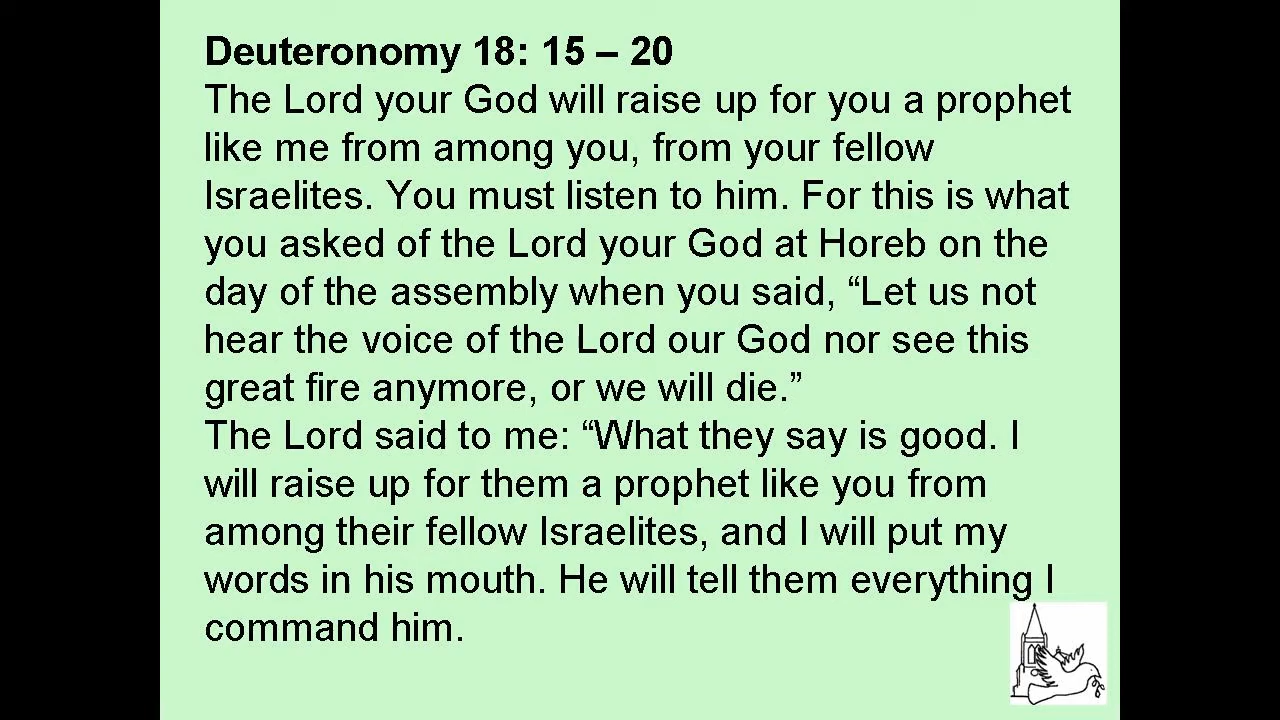 Deuteronomy 18: 15 – 20
The Lord your God will raise up for you a prophet
like me from among you, from your fellow
Israelites. You must listen to him. For this is what
you asked of the Lord your God at Horeb on the
day of the assembly when you said, “Let us not
hear the voice of the Lord our God nor see this
great fire anymore, or we will die.”
The Lord said to me: “What they say is good. I
will raise up for them a prophet like you from
among their fellow Israelites, and I will put my
words in his mouth. He will tell them everything I
command him.